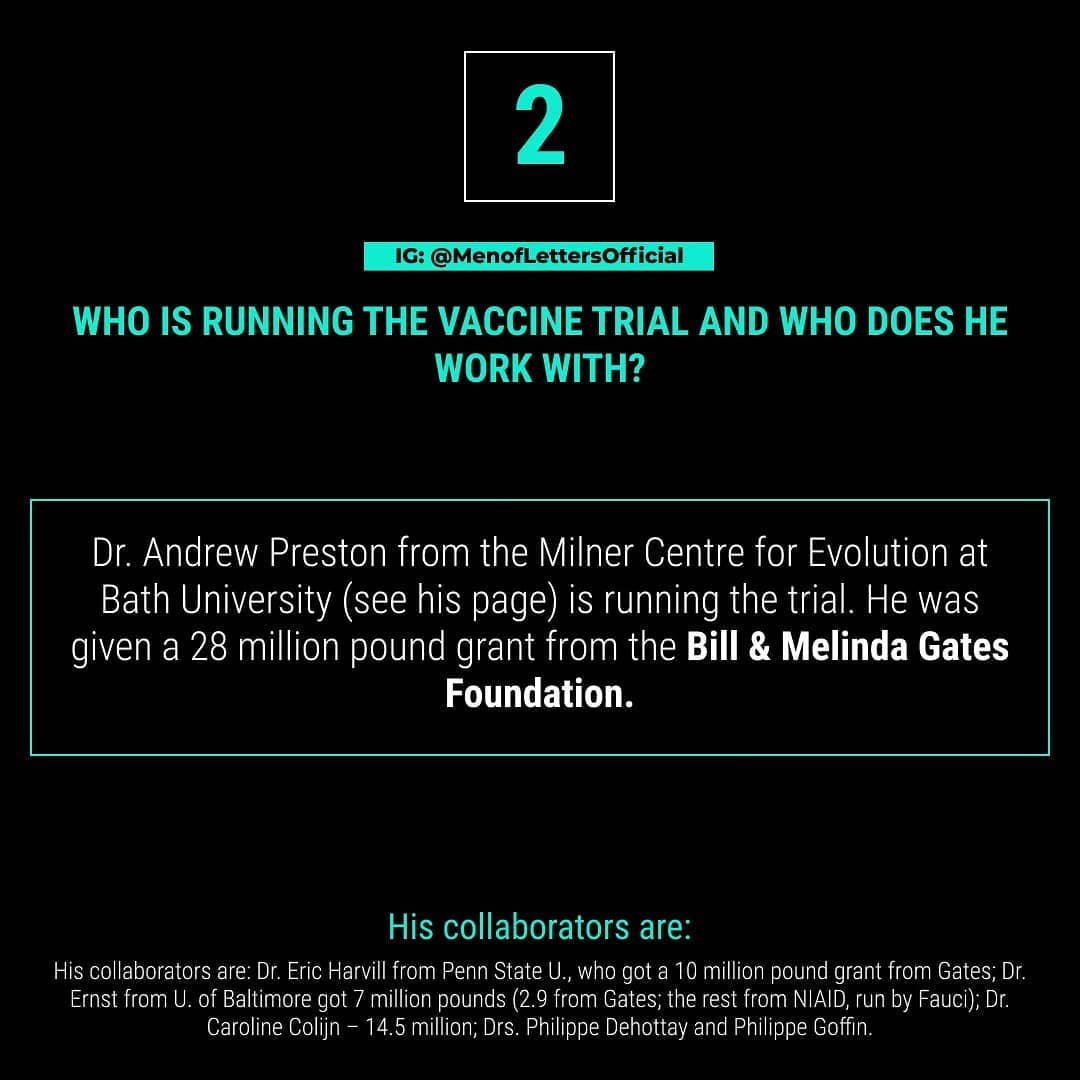 2
IG: @MenofLettersOfficial
WHO IS RUNNING THE VACCINE TRIAL AND WHO DOES HE
WORK WITH?
Dr. Andrew Preston from the Milner Centre for Evolution at
Bath University (see his page) is running the trial. He was
given a 28 million pound grant from the Bill & Melinda Gates
Foundation.
His collaborators are:
His collaborators are: Dr. Eric Harvill from Penn State U., who got a 10 million pound grant from Gates; Dr.
Ernst from U. of Baltimore got 7 million pounds (2.9 from Gates; the rest from NIAID, run by Fauci); Dr.
Caroline Colijn – 14.5 million; Drs. Philippe Dehottay and Philippe Goffin.